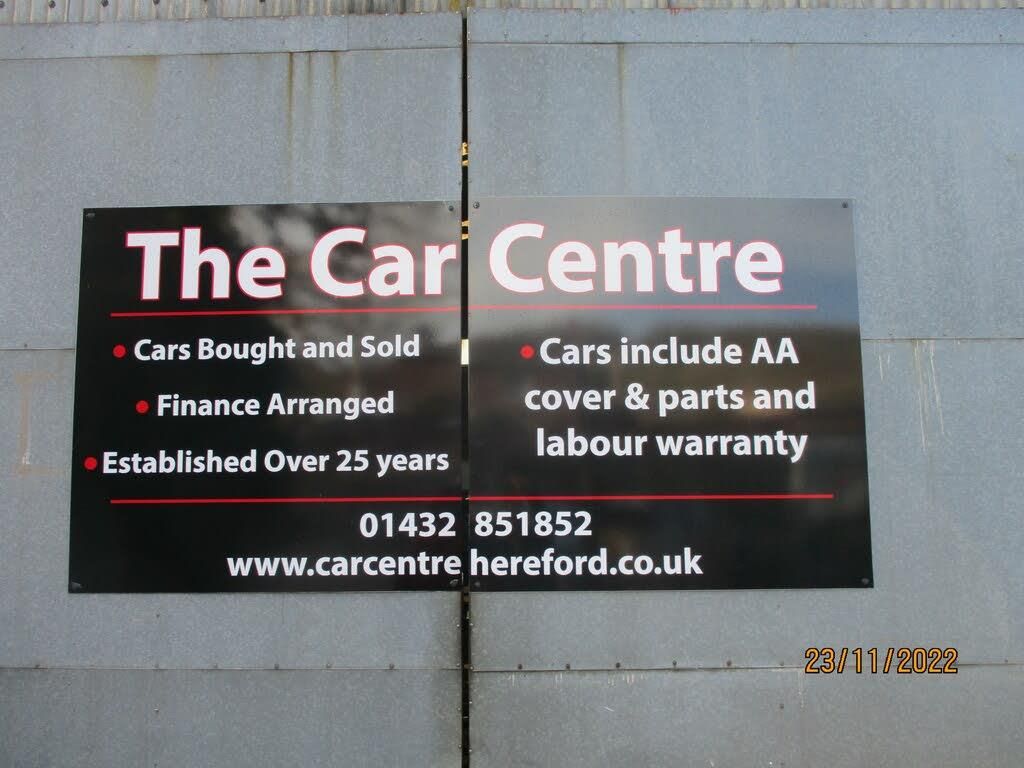 The Car Centre
• Cars Bought and Sold
• Finance Arranged
• Established Over 25 years
• Cars include AA
cover & parts and
labour warranty
01432 851852
www.carcentrehereford.co.uk
23/11/2022